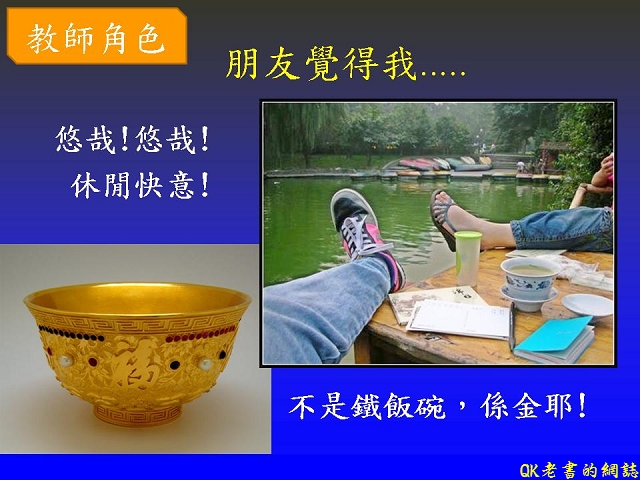 教師角色
朋友覺得我.....
悠哉!悠哉!
休閒快意!
福
不是鐵飯碗，係金耶!
QK老書的網誌